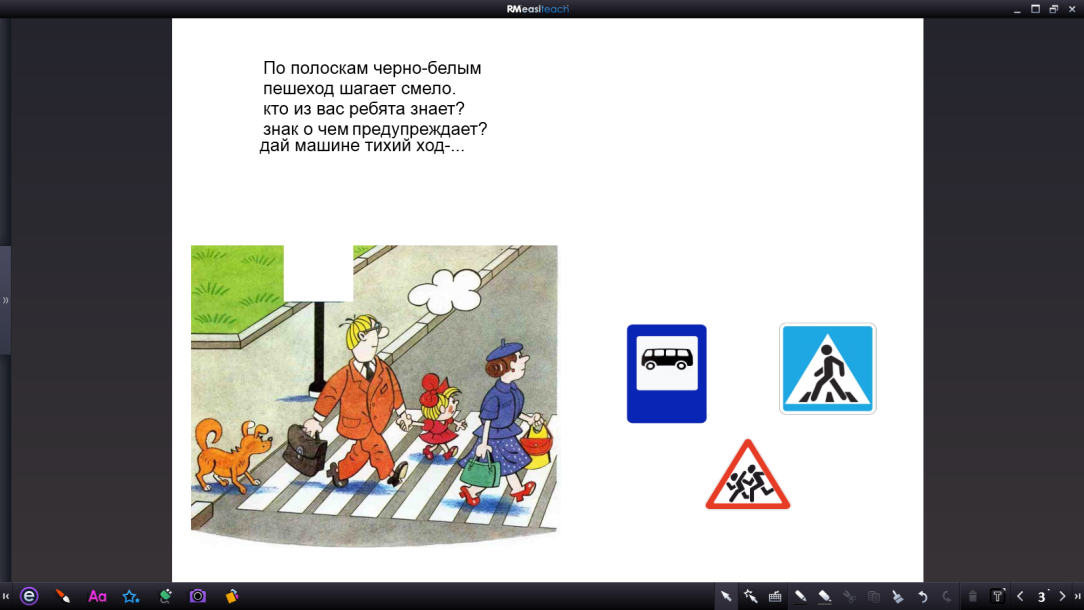 RMeasiteach
По полоскам черно-белым
пешеход шагает смело.
кто из вас ребята знает?
знак о чем предупреждает?
дай машине тихий ход-...
Aa
3